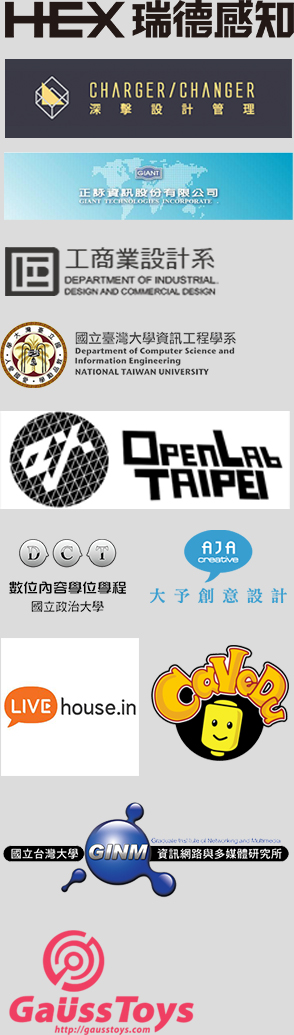 HEX 瑞德感知
CHARGER/CHANGER
深擊設計管理
GIANT
正詠資訊股份有限公司
GIANT TECHNOLOGIES INCORPORATE
工商業設計系
DEPARTMENT OF INDUSTRIAL.
DESIGN AND COMMERCIAL DESIGN
國立臺灣大學資訊工程學系
Department of Computer Science and
Information Engineering
NATIONAL TAIWAN UNIVERSITY
OPENLAB
TAIPEI
D C T
數位內容學位學程
國立政治大學
AJA
creative
大予創意設計
LIVE house.in
CAVEDU
Graduate Institute of Networking and Multimedia
國立台灣大學 GINM 資訊網路與多媒體研究所
GaüssToys
http://gausstoys.com